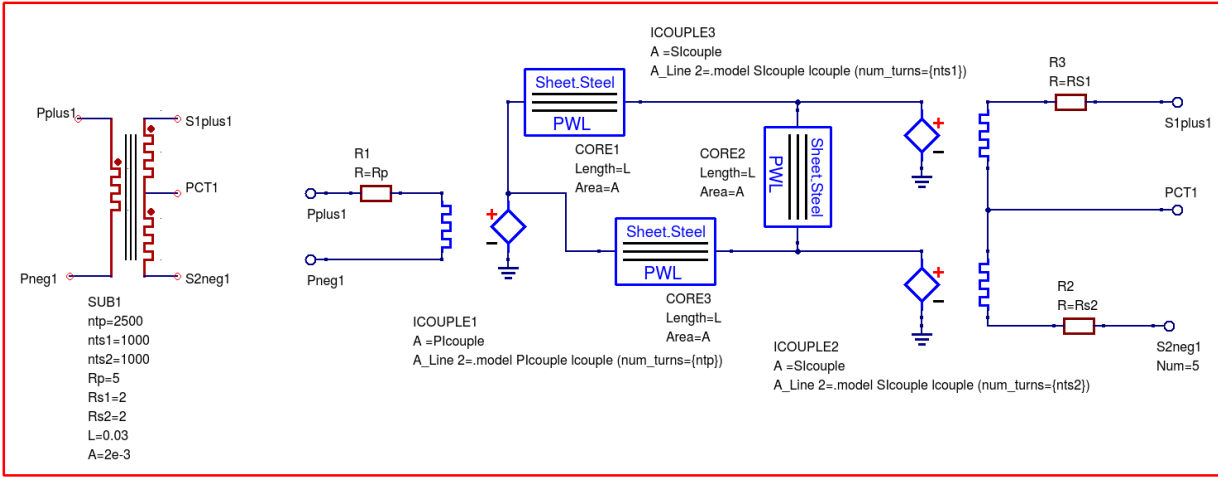 Pplus1
S1plus1
PCT1
Pneg1
S2neg1
SUB1
ntp=2500
nts1=1000
nts2=1000
Rp=5
Rs1=2
Rs2=2
L=0.03
A=2e-3
R1
R=Rp
Pplus1
Pneg1
ICOUPLE1
A =PIcouple
A_Line 2=.model PIcouple Icouple (num_turns={ntp})
Sheet.Steel
PWL
CORE1
Length=L
Area=A
Sheet.Steel
PWL
CORE3
Length=L
Area=A
ICOUPLE3
A =SIcouple
A_Line 2=.model SIcouple Icouple (num_turns={nts1})
CORE2
Length=L
Area=A
Sheet.Steel
PWL
ICOUPLE2
A =SIcouple
A_Line 2=.model SIcouple Icouple (num_turns={nts2})
R3
R=RS1
S1plus1
PCT1
R2
R=Rs2
S2neg1
Num=5